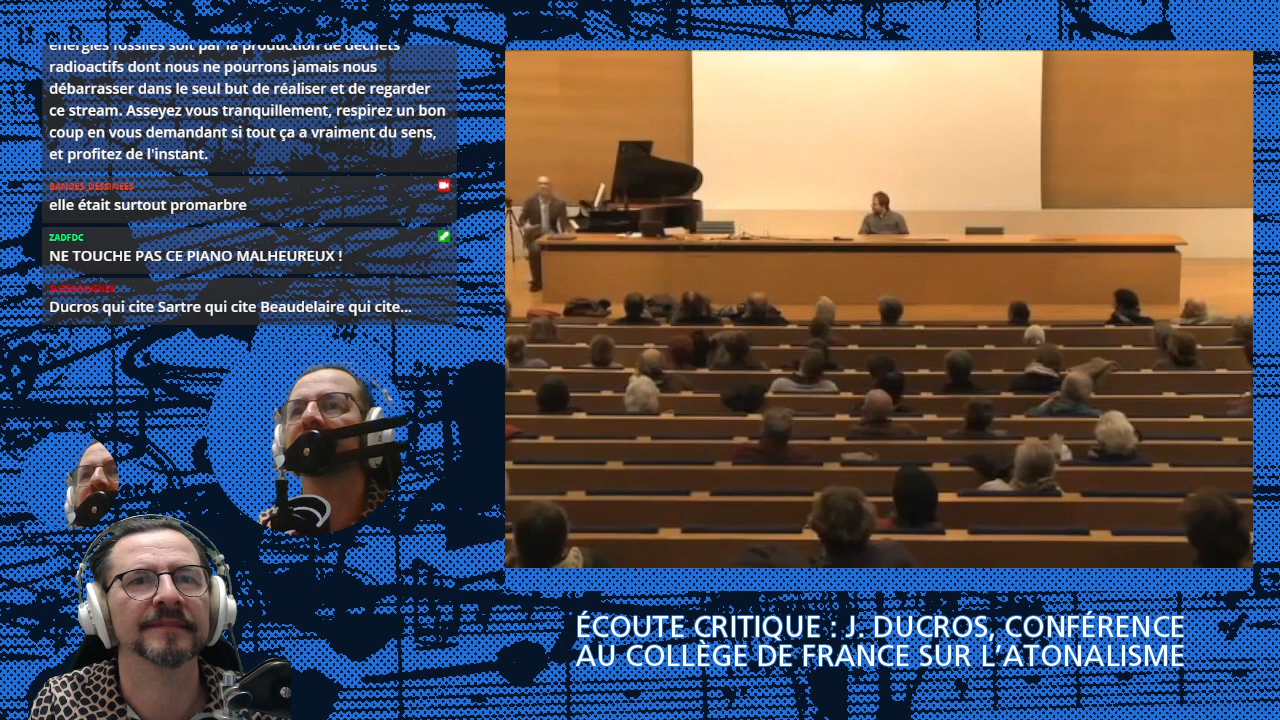 énergies fossiles soit par la production de déchets
radioactifs dont nous ne pourrons jamais nous
débarrasser dans le seul but de réaliser et de regarder
ce stream. Asseyez vous tranquillement, respirez un bon
coup en vous demandant si tout ça a vraiment du sens,
et profitez de l'instant.
BANDES_DESSINEES
elle était surtout promarbre
ZADFDC
NE TOUCHE PAS CE PIANO MALHEUREUX !
Ducros qui cite Sartre qui cite Beaudelaire qui cite...
ÉCOUTE CRITIQUE : J. DUCROS, CONFÉRENCE
AU COLLÈGE DE FRANCE SUR L'ATONALISME